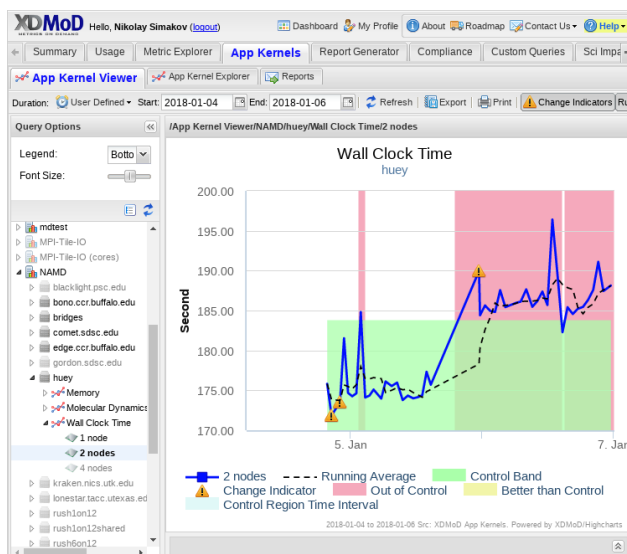 XDMoD Hello, Nikolay Simakov (logout) Dashboard My Profile About Roadmap Contact Us Help
METRICS ON DEMAND
Summary Usage Metric Explorer App Kernels Report Generator Compliance Custom Queries Sci Impa
App Kernel Viewer App Kernel Explorer Reports
Duration: User Defined Start: 2018-01-04 End: 2018-01-06 Refresh Export Print Change Indicators Ru
Query Options
/App Kernel Viewer/NAMD/huey/Wall Clock Time/2 nodes
Legend: Botto
Font Size:
mdtest
MPI-Tile-IO
MPI-Tile-IO (cores)
NAMD
blacklight.psc.edu
bono.ccr.buffalo.edu
bridges
comet.sdsc.edu
edge.ccr.buffalo.edu
gordon.sdsc.edu
huey
Memory
Molecular Dynamics
Wall Clock Time
1 node
2 nodes
4 nodes
kraken.nics.utk.edu
lonestar.tacc.utexas.ed
rush1on12
rush1on12shared
rush6on12
Wall Clock Time
huey
Second
200.00
195.00
190.00
185.00
180.00
175.00
170.00
5. Jan 7. Jan
2 nodes Running Average Control Band
Change Indicator Out of Control Better than Control
Control Region Time Interval
2018-01-04 to 2018-01-06 Src: XDMoD App Kernels. Powered by XDMoD/Highcharts